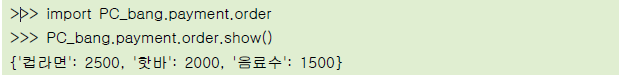 >>> import PC_bang.payment.order
>>> PC_bang.payment.order.show()
{'컵라면': 2500, '핫바': 2000, '음료수': 1500}